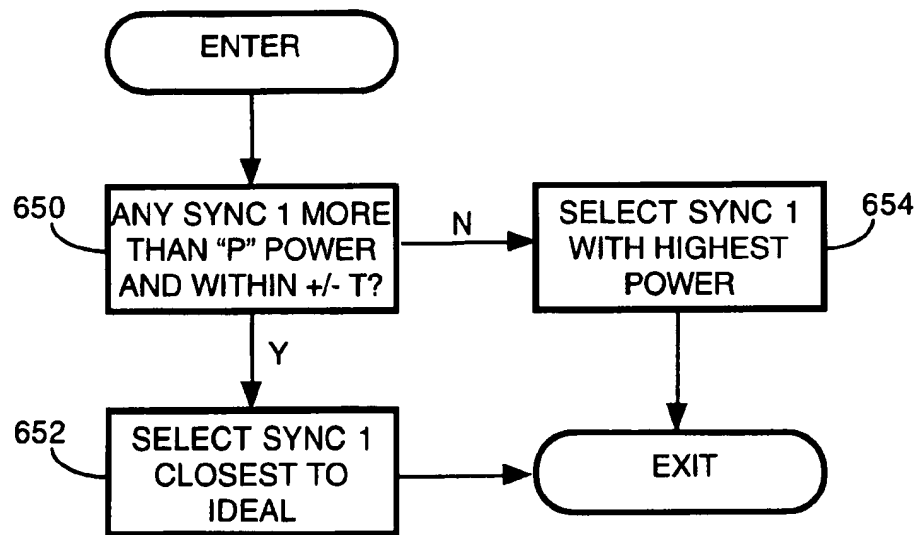 ENTER
650
ANY SYNC 1 MORE
THAN “P” POWER
AND WITHIN +/- T?
N
SELECT SYNC 1
WITH HIGHEST
POWER
654
Y
652
SELECT SYNC 1
CLOSEST TO
IDEAL
EXIT